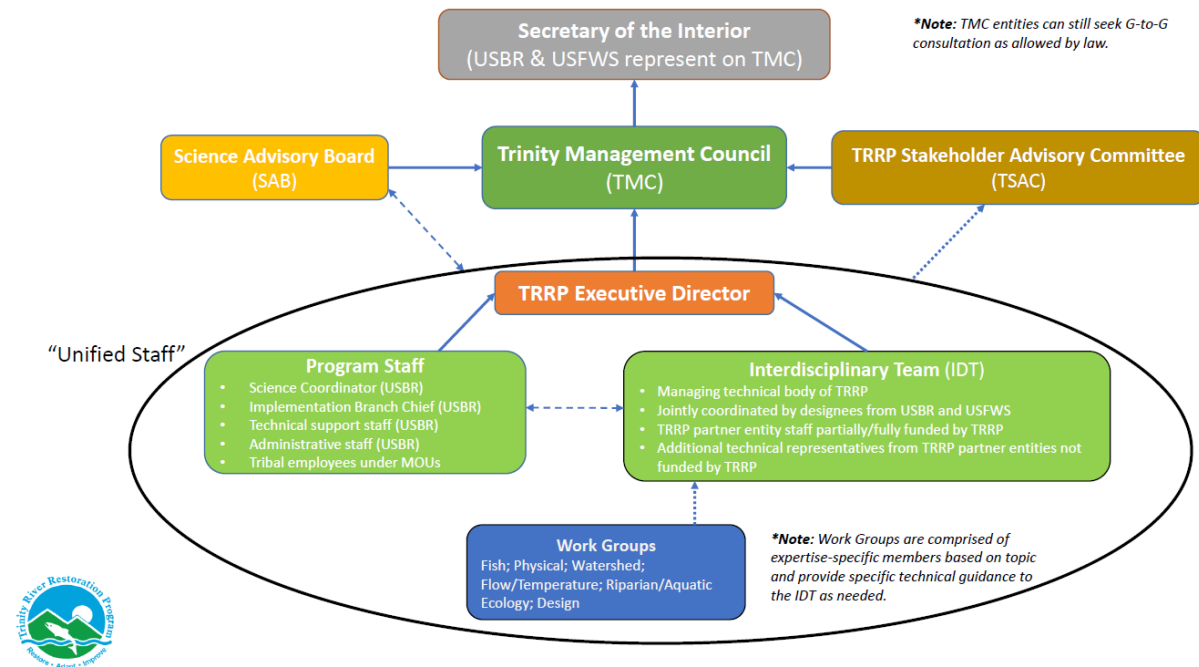 Secretary of the Interior
(USBR & USFWS represent on TMC)
*Note: TMC entities can still seek G-to-G
consultation as allowed by law.
Science Advisory Board
(SAB)
Trinity Management Council
(TMC)
TRRP Stakeholder Advisory Committee
(TSAC)
TRRP Executive Director
“Unified Staff”
Program Staff
• Science Coordinator (USBR)
• Implementation Branch Chief (USBR)
• Technical support staff (USBR)
• Administrative staff (USBR)
• Tribal employees under MOUs
Interdisciplinary Team (IDT)
• Managing technical body of TRRP
• Jointly coordinated by designees from USBR and USFWS
• TRRP partner entity staff partially/fully funded by TRRP
• Additional technical representatives from TRRP partner entities not
funded by TRRP
Work Groups
Fish; Physical; Watershed;
Flow/Temperature; Riparian/Aquatic
Ecology; Design
*Note: Work Groups are comprised of
expertise-specific members based on topic
and provide specific technical guidance to
the IDT as needed.
Trinity River Restoration Program
Restore • Adapt • Improve